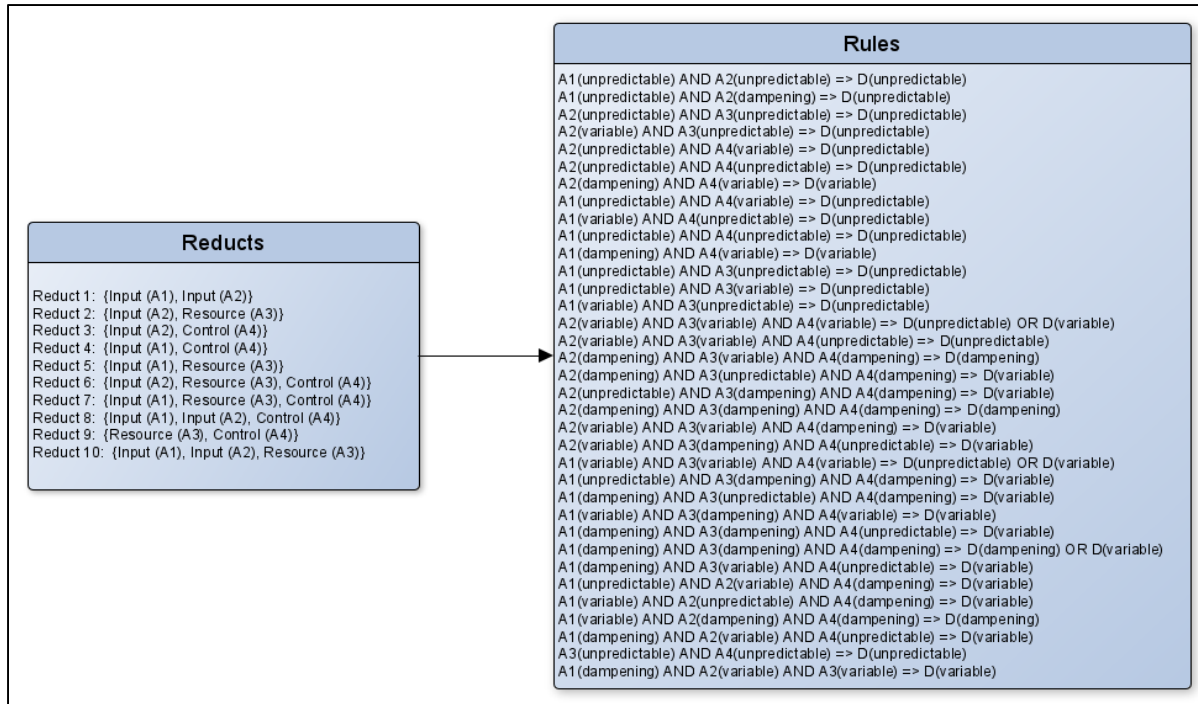 Reducts
Reduct 1: {Input (A1), Input (A2)}
Reduct 2: {Input (A2), Resource (A3)}
Reduct 3: {Input (A2), Control (A4)}
Reduct 4: {Input (A1), Control (A4)}
Reduct 5: {Input (A1), Resource (A3)}
Reduct 6: {Input (A2), Resource (A3), Control (A4)}
Reduct 7: {Input (A1), Resource (A3), Control (A4)}
Reduct 8: {Input (A1), Input (A2), Control (A4)}
Reduct 9: {Resource (A3), Control (A4)}
Reduct 10: {Input (A1), Input (A2), Resource (A3)}
Rules
A1(unpredictable) AND A2(unpredictable) => D(unpredictable)
A1(unpredictable) AND A2(dampening) => D(unpredictable)
A2(unpredictable) AND A3(unpredictable) => D(unpredictable)
A2(variable) AND A3(unpredictable) => D(unpredictable)
A2(unpredictable) AND A4(variable) => D(unpredictable)
A2(unpredictable) AND A4(unpredictable) => D(unpredictable)
A2(dampening) AND A4(variable) => D(variable)
A1(unpredictable) AND A4(variable) => D(unpredictable)
A1(variable) AND A4(unpredictable) => D(unpredictable)
A1(unpredictable) AND A4(unpredictable) => D(unpredictable)
A1(dampening) AND A4(variable) => D(variable)
A1(unpredictable) AND A3(unpredictable) => D(unpredictable)
A1(unpredictable) AND A3(variable) => D(unpredictable)
A1(variable) AND A3(unpredictable) => D(unpredictable)
A2(variable) AND A3(variable) AND A4(variable) => D(unpredictable) OR D(variable)
A2(variable) AND A3(variable) AND A4(unpredictable) => D(unpredictable)
A2(dampening) AND A3(variable) AND A4(dampening) => D(dampening)
A2(dampening) AND A3(unpredictable) AND A4(dampening) => D(variable)
A2(unpredictable) AND A3(dampening) AND A4(dampening) => D(variable)
A2(dampening) AND A3(dampening) AND A4(dampening) => D(dampening)
A2(variable) AND A3(variable) AND A4(dampening) => D(variable)
A2(variable) AND A3(dampening) AND A4(unpredictable) => D(variable)
A1(variable) AND A3(variable) AND A4(variable) => D(unpredictable) OR D(variable)
A1(unpredictable) AND A3(dampening) AND A4(dampening) => D(variable)
A1(dampening) AND A3(unpredictable) AND A4(dampening) => D(variable)
A1(variable) AND A3(dampening) AND A4(variable) => D(variable)
A1(dampening) AND A3(dampening) AND A4(unpredictable) => D(variable)
A1(dampening) AND A3(dampening) AND A4(dampening) => D(dampening) OR D(variable)
A1(dampening) AND A3(variable) AND A4(unpredictable) => D(variable)
A1(unpredictable) AND A2(variable) AND A4(dampening) => D(variable)
A1(variable) AND A2(unpredictable) AND A4(dampening) => D(variable)
A1(variable) AND A2(dampening) AND A4(dampening) => D(dampening)
A1(dampening) AND A2(variable) AND A4(unpredictable) => D(variable)
A3(unpredictable) AND A4(unpredictable) => D(unpredictable)
A1(dampening) AND A2(variable) AND A3(variable) => D(variable)